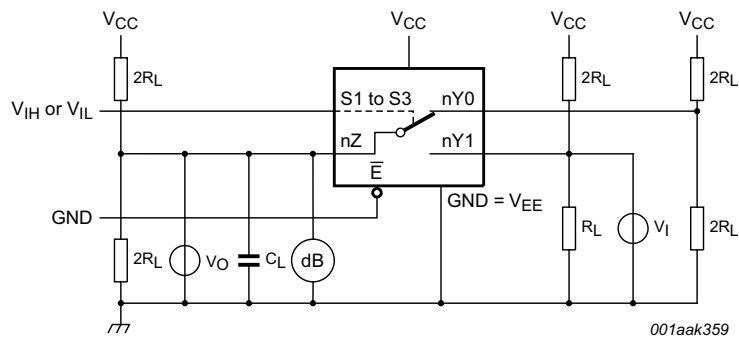 VCC VCC VCC VCC
2RL 2RL 2RL
VIH or VIL
S1 to S3 nY0
nZ nY1
E
GND
GND = VEE
2RL VO CL dB RL VI 2RL
001aak359